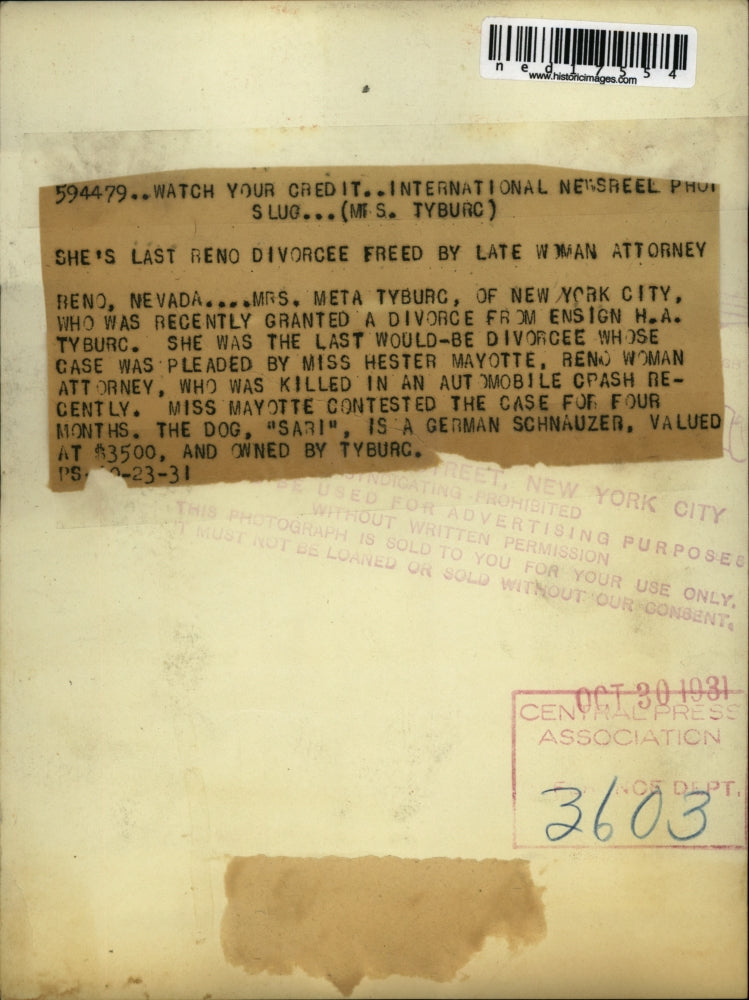 ned17554
www.historicimages.com
594479..WATCH YOUR CREDIT..INTERNATIONAL NEWSREEL PHOT
SLUG...(MRS. TYBURC)
SHE'S LAST RENO DIVORCEE FREED BY LATE WOMAN ATTORNEY
RENO, NEVADA....MRS. META TYBURC, OF NEW YORK CITY,
WHO WAS RECENTLY GRANTED A DIVORCE FROM ENSIGN H.A.
TYBURC. SHE WAS THE LAST WOULD-BE DIVORCEE WHOSE
CASE WAS PLEADED BY MISS HESTER MAYOTTE, RENO WOMAN
ATTORNEY, WHO WAS KILLED IN AN AUTOMOBILE CRASH RE-
CENTLY. MISS MAYOTTE CONTESTED THE CASE FOR FOUR
MONTHS. THE DOG, "SARI", IS A GERMAN SCHNAUZER, VALUED
AT $3500, AND OWNED BY TYBURC.
PS 0-23-31
STREET, NEW YORK CITY
SYNDICATING PROHIBITED
BE USED FOR ADVERTISING PURPOSES
WITHOUT WRITTEN PERMISSION
THIS PHOTOGRAPH IS SOLD TO YOU FOR YOUR USE ONLY.
T MUST NOT BE LOANED OR SOLD WITHOUT OUR CONSENT.
OCT 30 1931
CENTRAL PRESS
ASSOCIATION
DEPT.
3603